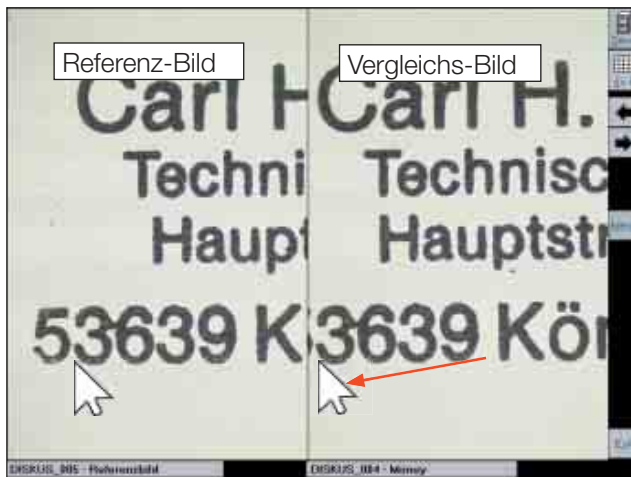 Referenz-Bild
Vergleichs-Bild
Carl H
Carl H.
Techni
Technisc
Haupt
Hauptstr
53639 K
3639 Kör
DISKUS_005 - Referenzbild
DISKUS_004 - Memory